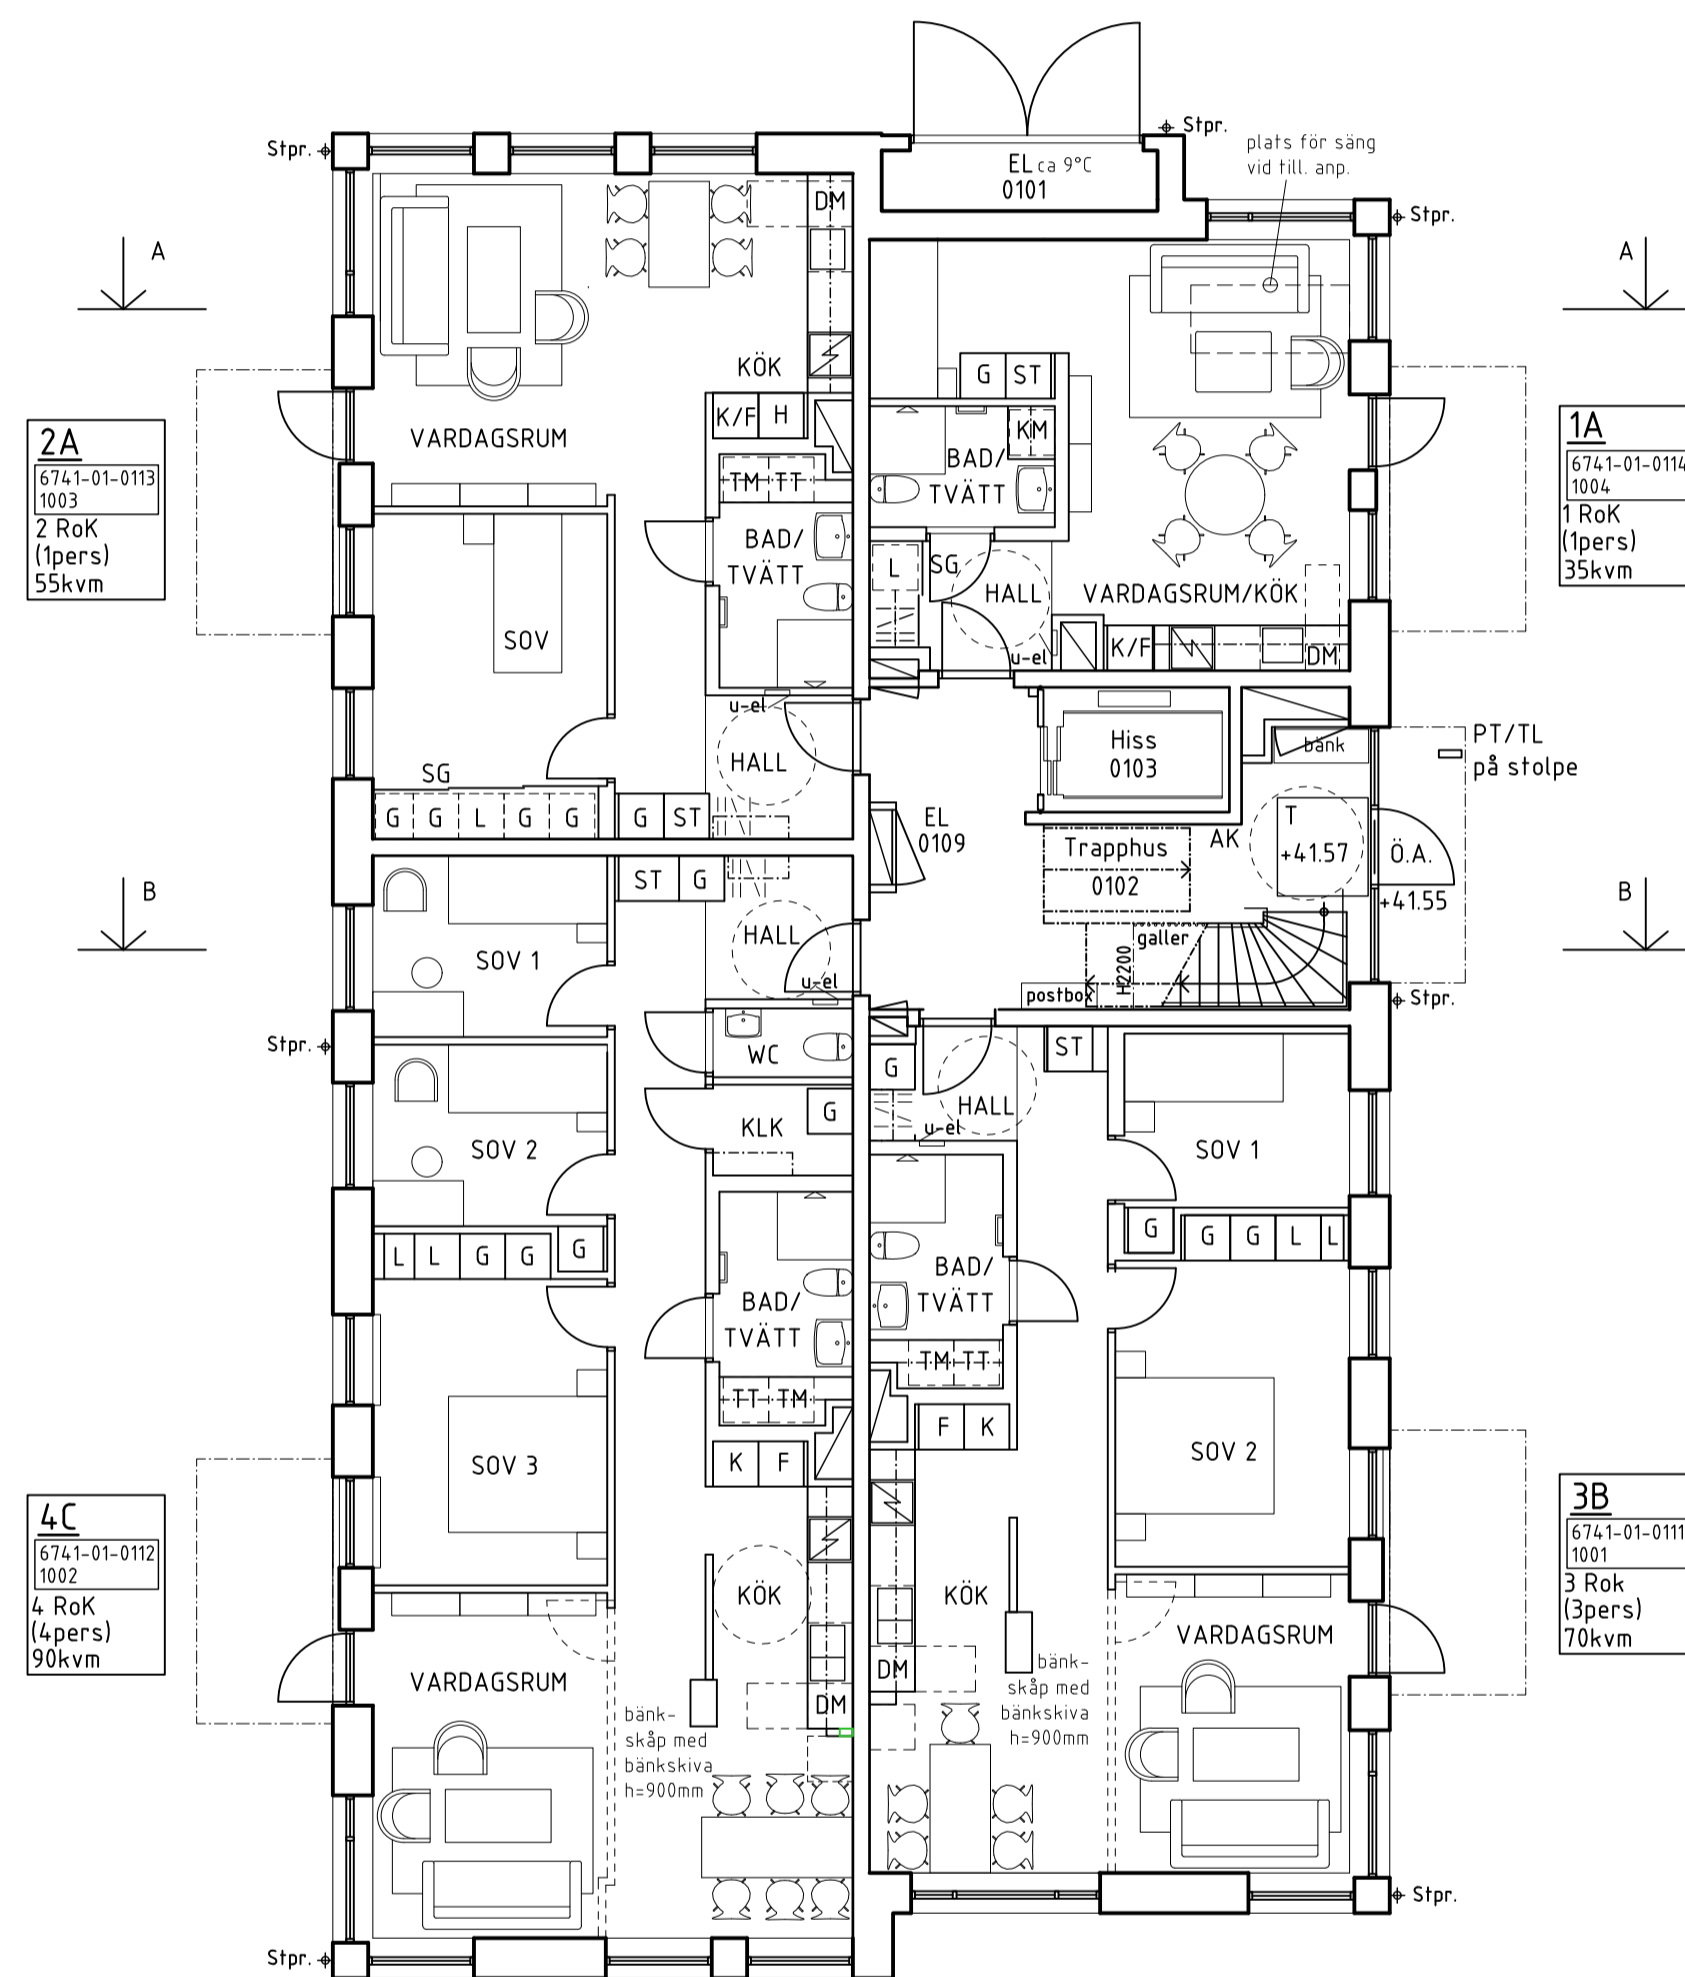 Stpr.
Stpr.
plats för säng
vid till. anp.
EL ca 9°C
0101
DM
Stpr.
A
A
KÖK
G ST
K/F H
KM
VARDAGSRUM
BAD/
TVÄTT
2A
6741-01-0113
1003
2 RoK
(1pers)
55kvm
1A
6741-01-0114
1004
1 RoK
(1pers)
35kvm
TM TT
BAD/
TVÄTT
L
SG
HALL
VARDAGSRUM/KÖK
SOV
u-el
K/F
DM
u-el
HALL
Hiss
0103
bänk
PT/TL
på stolpe
SG
G G L G G
G ST
EL
0109
Trapphus
0102
AK
T
+41.57
Ö.A.
+41.55
ST G
B
B
HALL
SOV 1
u-el
galler
H2200
postbox
Stpr.
Stpr.
WC
ST
G
SOV 2
KLK
G
HALL
u-el
SOV 1
L L G G G
G G G L L
BAD/
TVÄTT
BAD/
TVÄTT
TT TM
TM TT
F K
K F
SOV 3
SOV 2
4C
6741-01-0112
1002
4 RoK
(4pers)
90kvm
3B
6741-01-0111
1001
3 Rok
(3pers)
70kvm
KÖK
KÖK
VARDAGSRUM
VARDAGSRUM
DM
DM
bänk-
skåp med
bänkskiva
h=900mm
bänk-
skåp med
bänkskiva
h=900mm
Stpr.
Stpr.